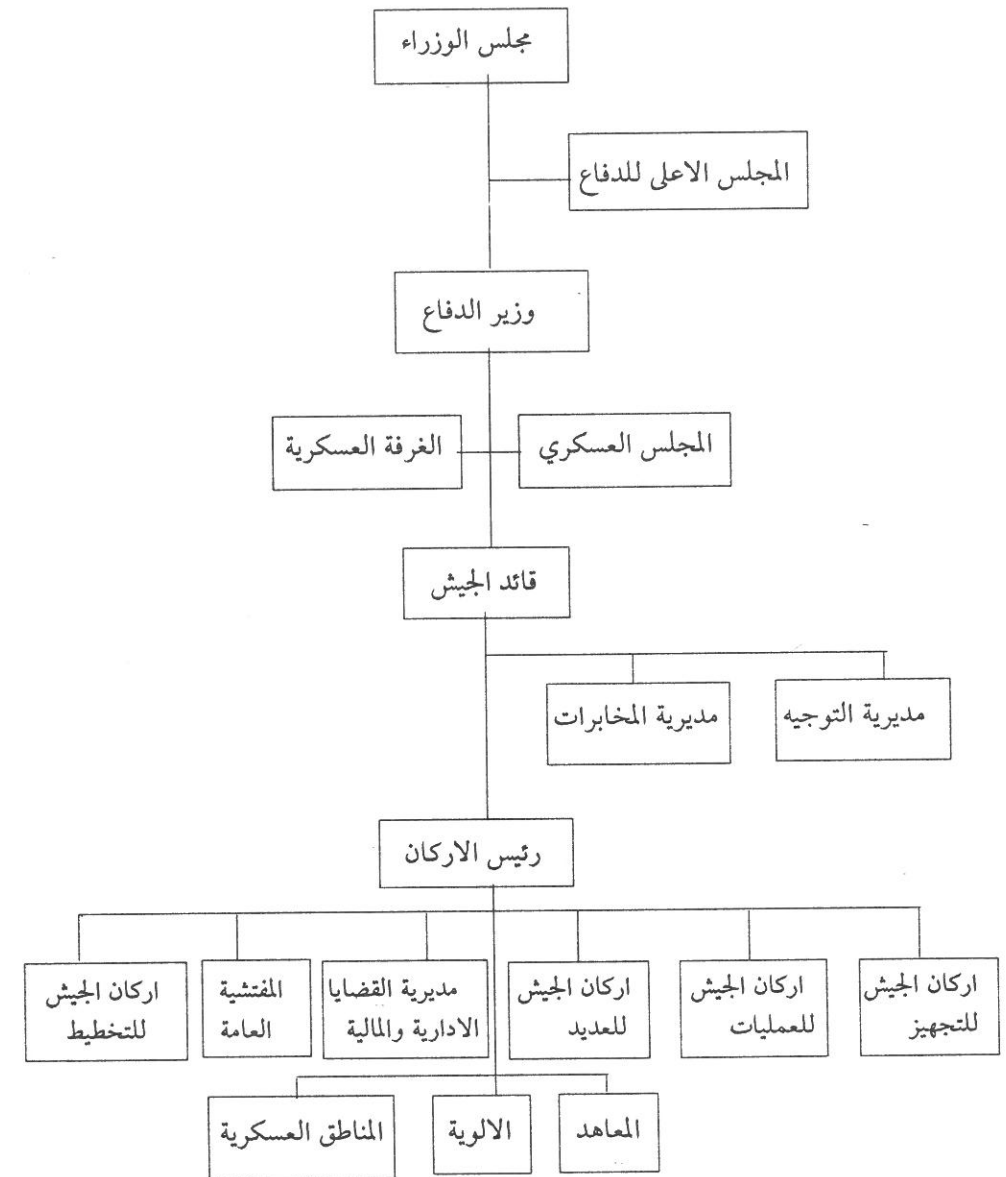 مجلس الوزراء
المجلس الاعلى للدفاع
وزير الدفاع
المجلس العسكري
الغرفة العسكرية
قائد الجيش
مديرية التوجيه
مديرية المخابرات
رئيس الاركان
اركان الجيش
للتجهيز
اركان الجيش
للعمليات
اركان الجيش
للعديد
مديرية القضايا
الادارية والمالية
المفتشية
العامة
اركان الجيش
للتخطيط
المعاهد
الالوية
المناطق العسكرية